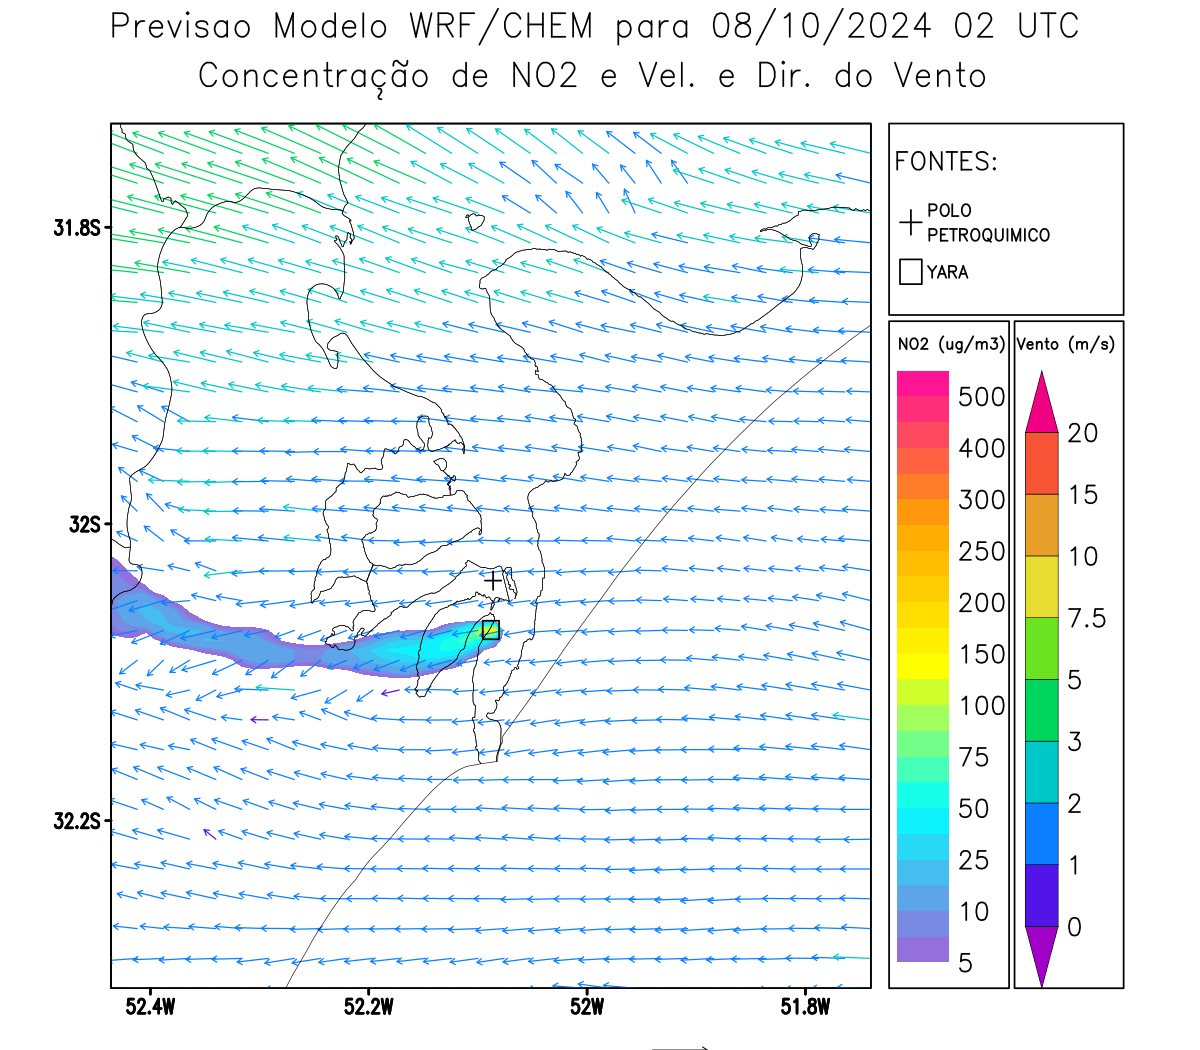 Previsao Modelo WRF/CHEM para 08/10/2024 02 UTC
Concentração de NO2 e Vel. e Dir. do Vento
FONTES:
POLO
PETROQUIMICO
YARA
31.8S
32S
32.2S
52.4W
52.2W
52W
51.8W
NO2 (ug/m3)
500
400
300
250
200
150
100
75
50
25
10
5
Vento (m/s)
20
15
10
7.5
5
3
2
1
0